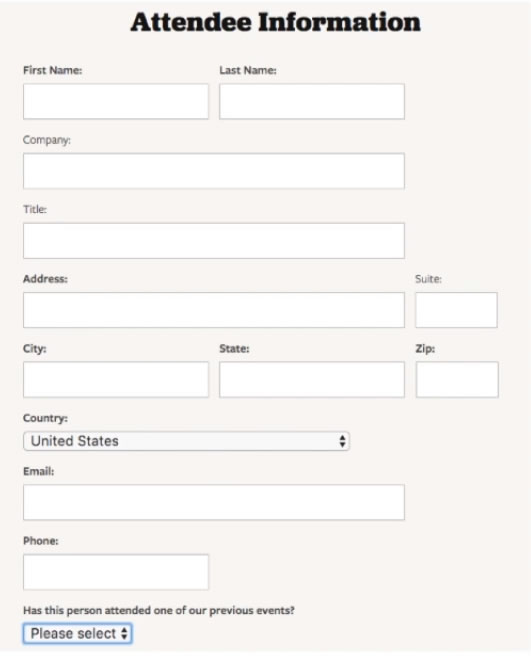 Attendee Information
First Name: Last Name:
Company:
Title:
Address: Suite:
City: State: Zip:
Country:
United States
Email:
Phone:
Has this person attended one of our previous events?
Please select